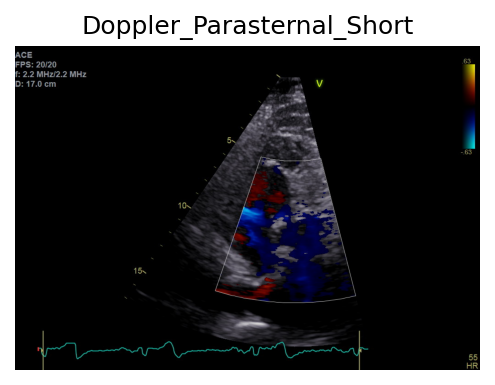 Doppler_Parasternal_Short
ACE
FPS: 20/20
f: 2.2 MHz/2.2 MHz
D: 17.0 cm
V
63
-63
5
10
15
55
HR